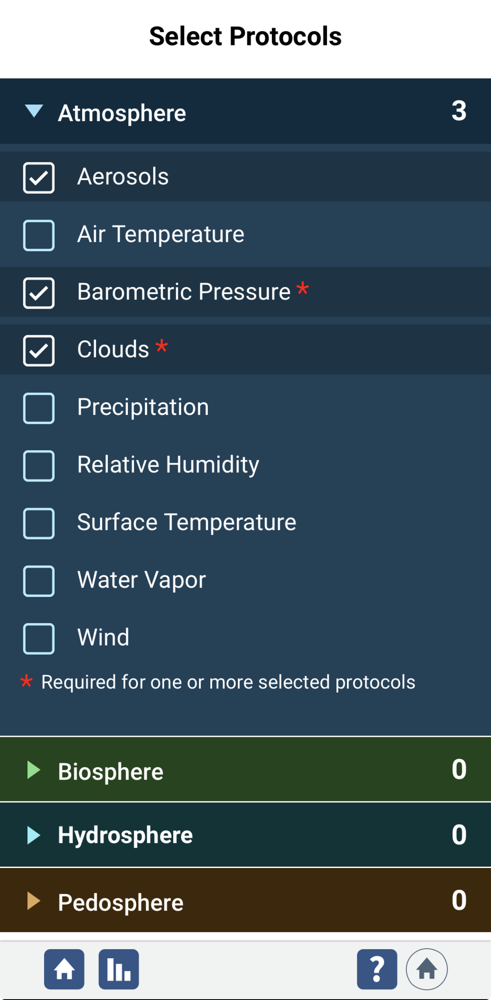 Select Protocols
Atmosphere 3
Aerosols
Air Temperature
Barometric Pressure *
Clouds *
Precipitation
Relative Humidity
Surface Temperature
Water Vapor
Wind
* Required for one or more selected protocols
Biosphere 0
Hydrosphere 0
Pedosphere 0
?